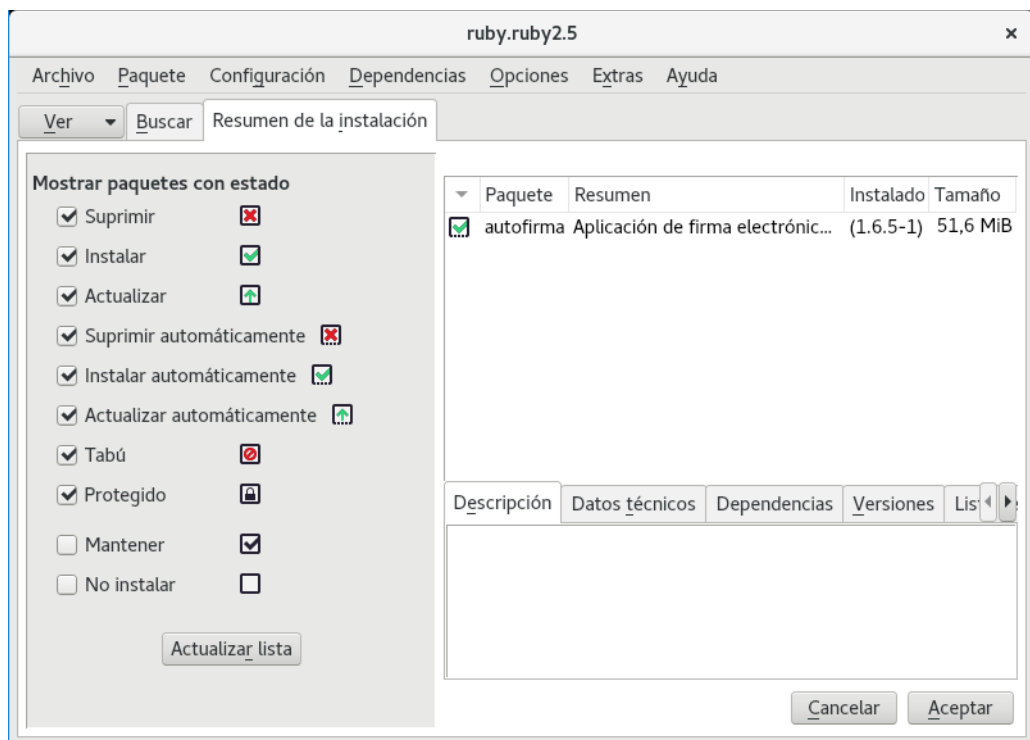 ruby.ruby2.5
Archivo Paquete Configuración Dependencias Opciones Extras Ayuda
Ver Buscar Resumen de la instalación
Mostrar paquetes con estado
Suprimir
Instalar
Actualizar
Suprimir automáticamente
Instalar automáticamente
Actualizar automáticamente
Tabú
Protegido
Mantener
No instalar
Actualizar lista
Paquete Resumen Instalado Tamaño
autofirma Aplicación de firma electrónic... (1.6.5-1) 51,6 MiB
Descripción Datos técnicos Dependencias Versiones
Cancelar Aceptar